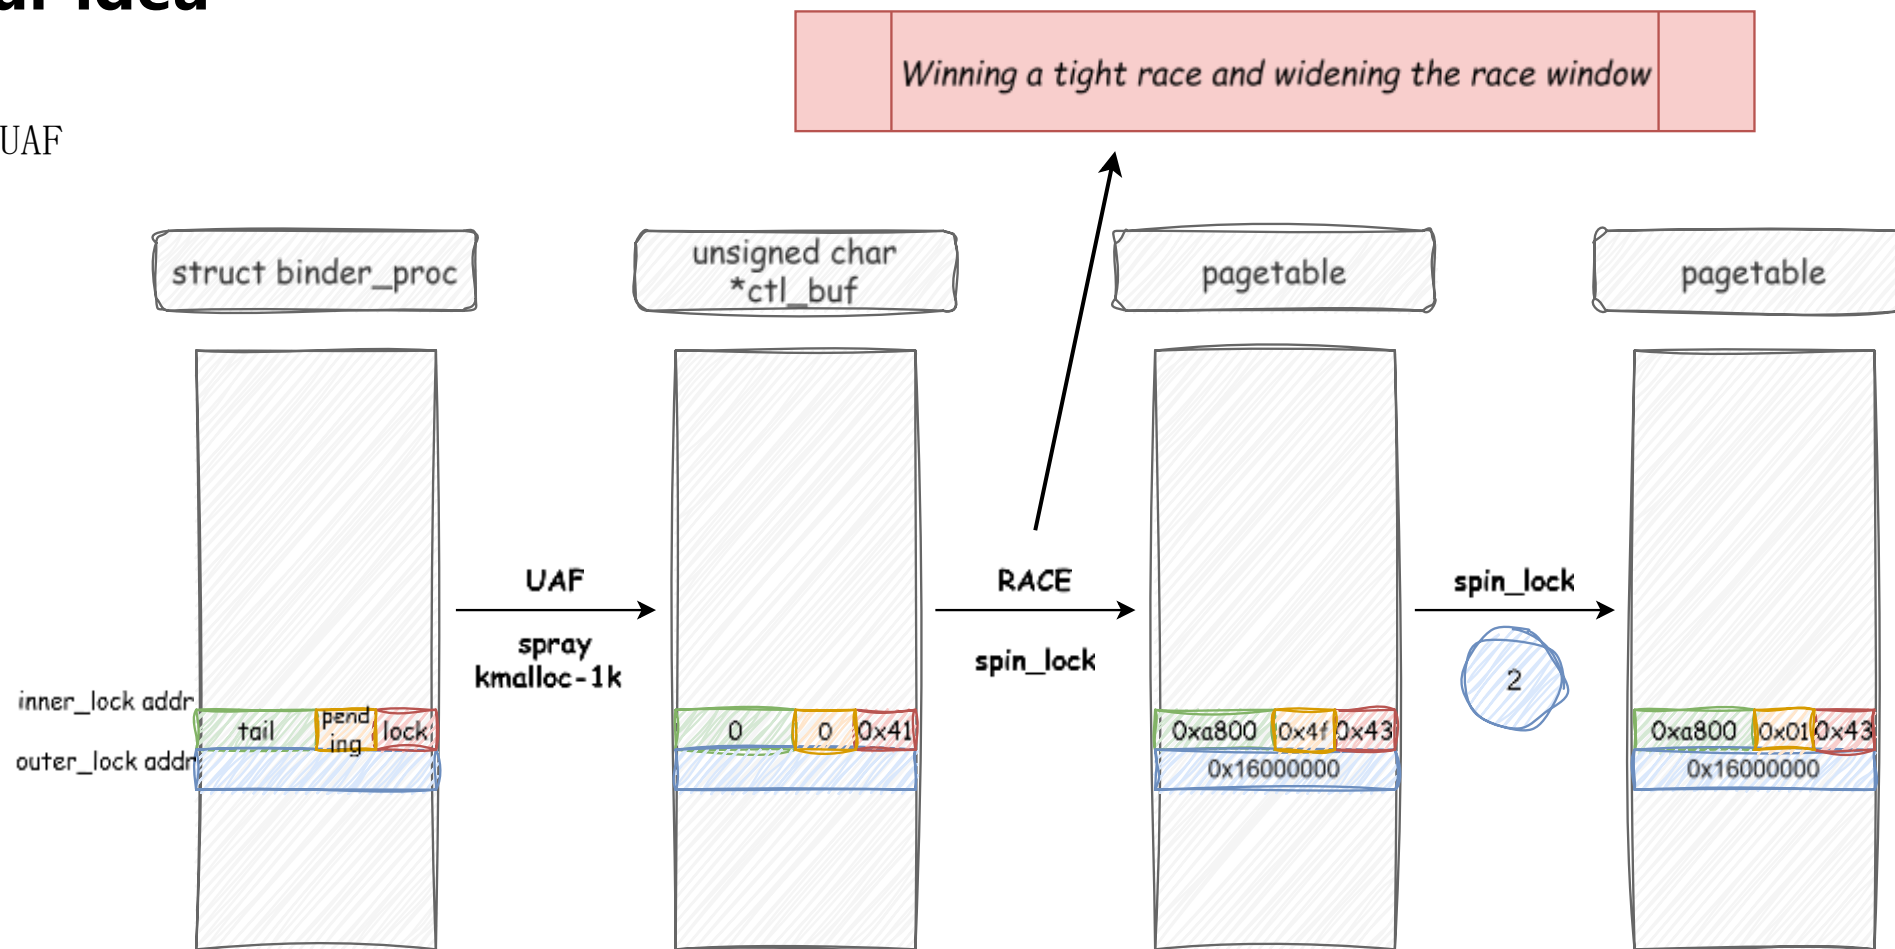 idea
Winning a tight race and widening the race window
UAF
struct binder_proc
unsigned char
*ctl_buf
pagetable
pagetable
UAF
spray
kmalloc-1k
RACE
spin_lock
spin_lock
2
inner_lock addr
tail
pend
ing
lock
0
0
0x41
0xa800
0x4f
0x43
0xa800
0x01
0x43
outer_lock addr
0x16000000
0x16000000